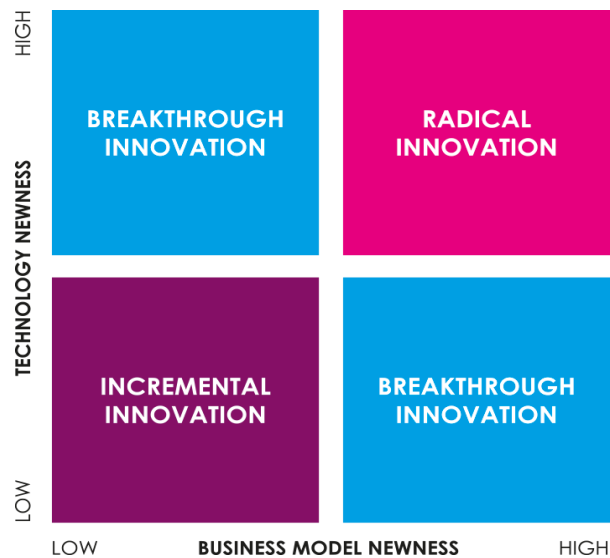 HIGH
BREAKTHROUGH
INNOVATION
RADICAL
INNOVATION
TECHNOLOGY NEWNESS
INCREMENTAL
INNOVATION
BREAKTHROUGH
INNOVATION
LOW
LOW
BUSINESS MODEL NEWNESS
HIGH